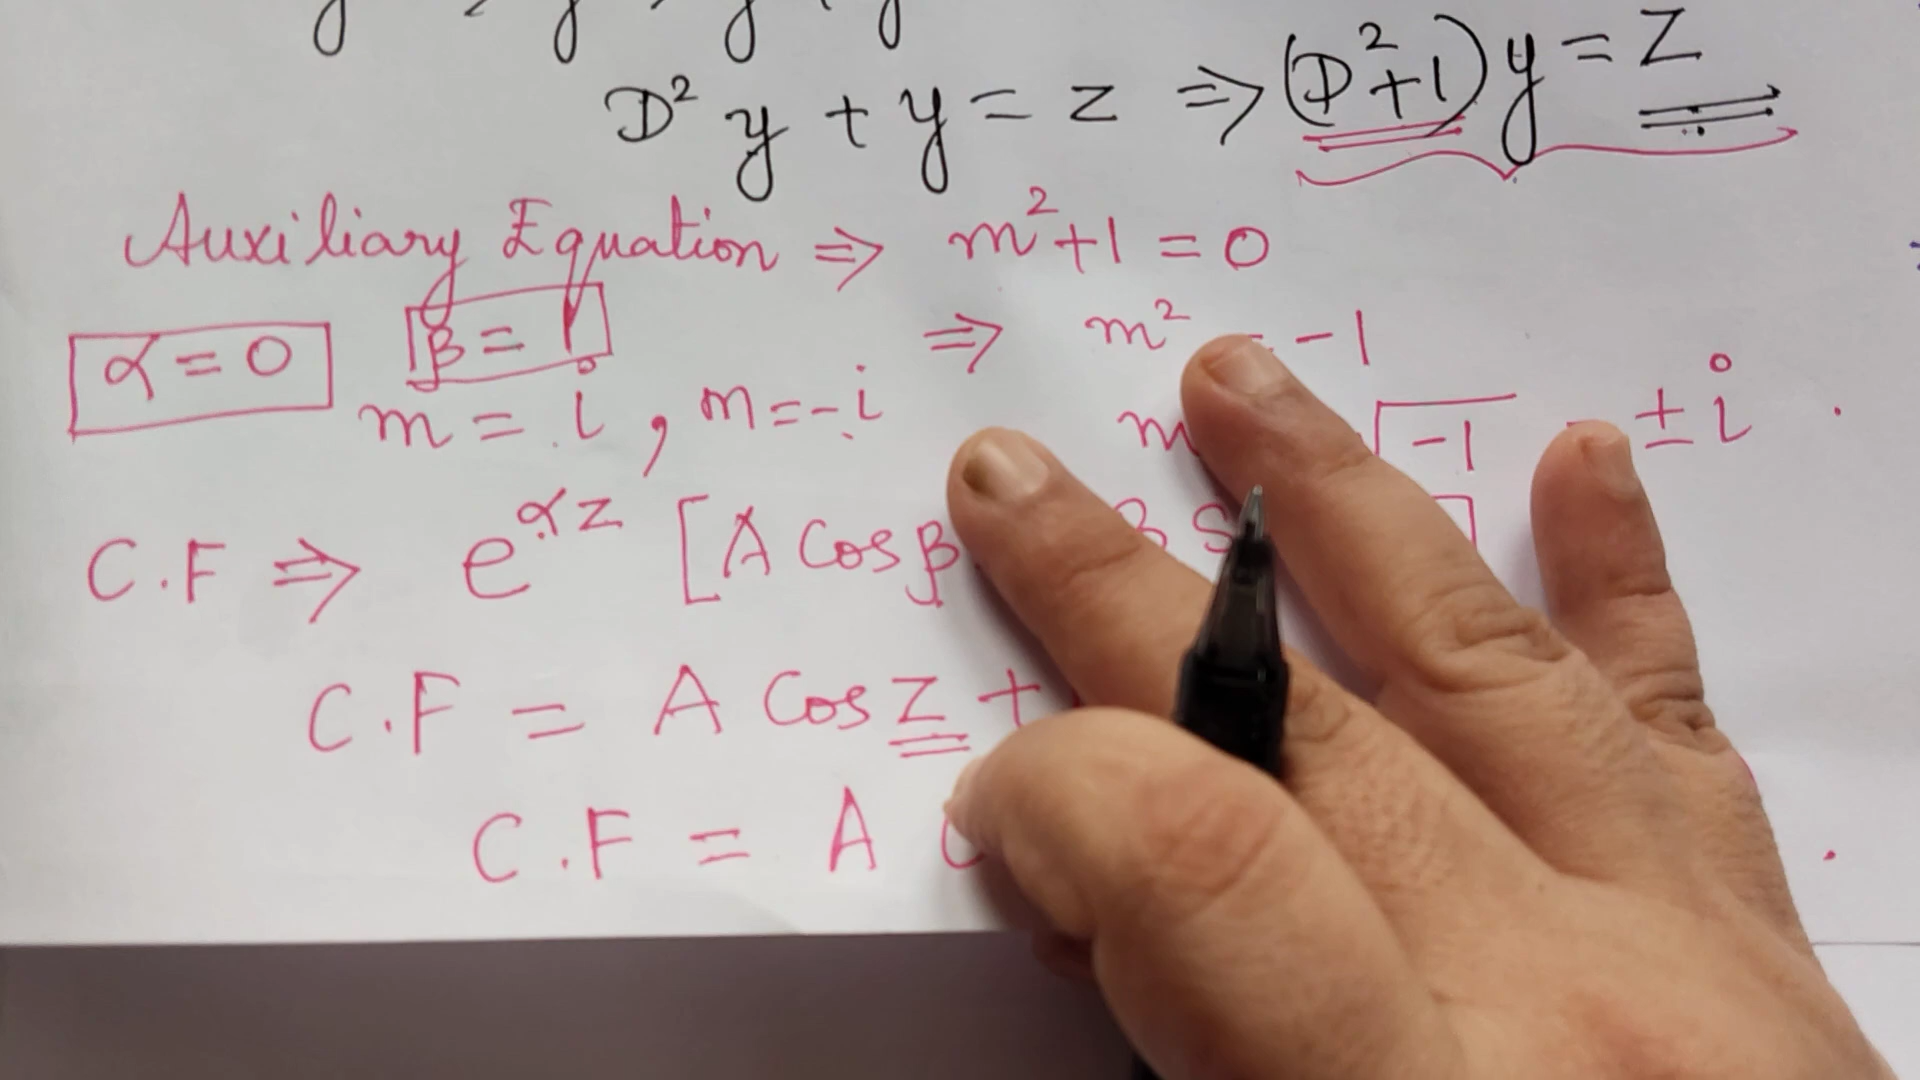 D² y + y = z ⇒ (D²+1) y = z
Auxiliary Equation ⇒ m²+1 = 0
α = 0 β = 1 ⇒ m² = -1
m = i , m = -i m √-1 = ± i .
C.F ⇒ e^αz [A Cos β B S ]
C.F = A Cos z +
C.F = A